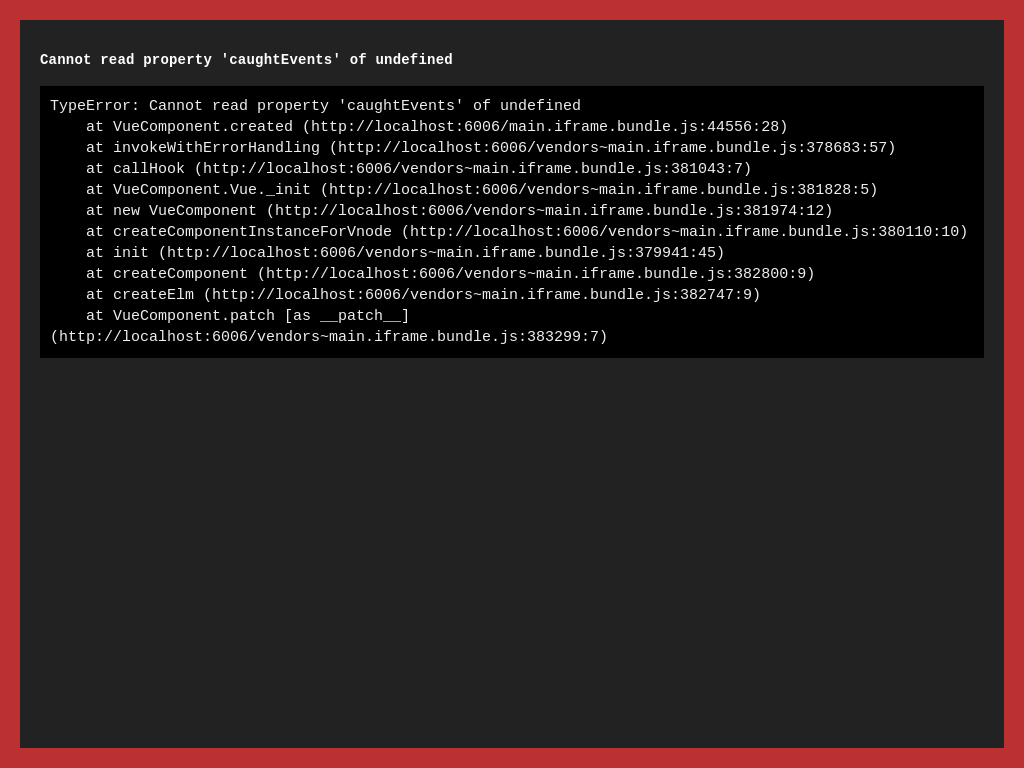 Cannot read property 'caughtEvents' of undefined
TypeError: Cannot read property 'caughtEvents' of undefined
    at VueComponent.created (http://localhost:6006/main.iframe.bundle.js:44556:28)
    at invokeWithErrorHandling (http://localhost:6006/vendors~main.iframe.bundle.js:378683:57)
    at callHook (http://localhost:6006/vendors~main.iframe.bundle.js:381043:7)
    at VueComponent.Vue._init (http://localhost:6006/vendors~main.iframe.bundle.js:381828:5)
    at new VueComponent (http://localhost:6006/vendors~main.iframe.bundle.js:381974:12)
    at createComponentInstanceForVnode (http://localhost:6006/vendors~main.iframe.bundle.js:380110:10)
    at init (http://localhost:6006/vendors~main.iframe.bundle.js:379941:45)
    at createComponent (http://localhost:6006/vendors~main.iframe.bundle.js:382800:9)
    at createElm (http://localhost:6006/vendors~main.iframe.bundle.js:382747:9)
    at VueComponent.patch [as __patch__]
(http://localhost:6006/vendors~main.iframe.bundle.js:383299:7)